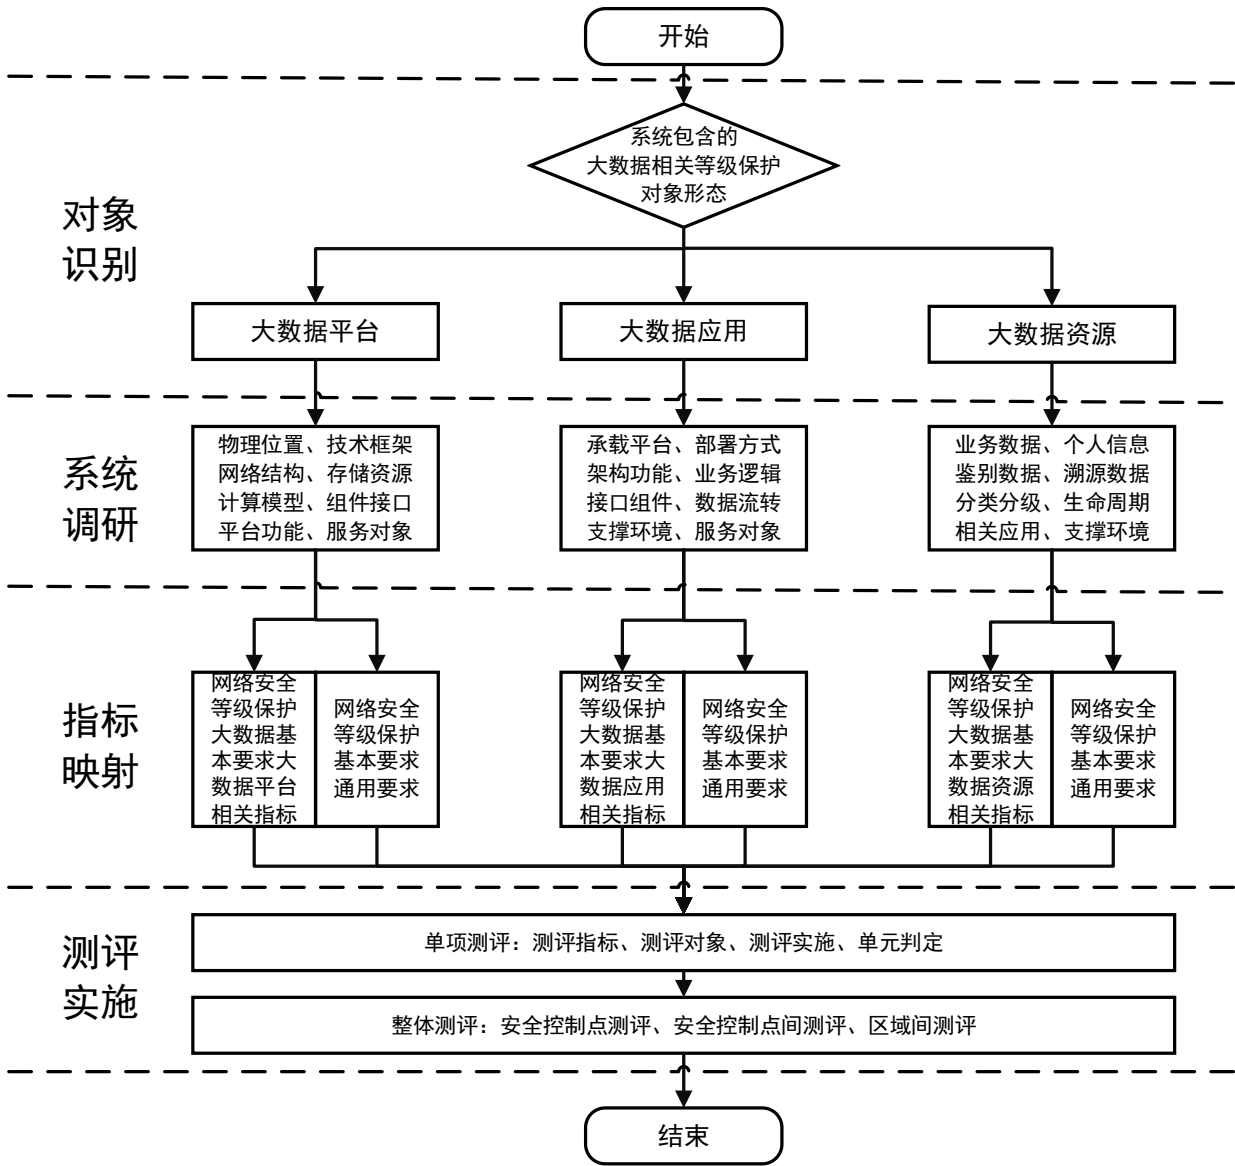 开始
对象
识别
系统包含的
大数据相关等级保护
对象形态
大数据平台
大数据应用
大数据资源
系统
调研
物理位置、技术框架
网络结构、存储资源
计算模型、组件接口
平台功能、服务对象
承载平台、部署方式
架构功能、业务逻辑
接口组件、数据流转
支撑环境、服务对象
业务数据、个人信息
鉴别数据、溯源数据
分类分级、生命周期
相关应用、支撑环境
指标
映射
网络安全
等级保护
大数据基
本要求大
数据平台
相关指标
网络安全
等级保护
基本要求
通用要求
网络安全
等级保护
大数据基
本要求大
数据应用
相关指标
网络安全
等级保护
基本要求
通用要求
网络安全
等级保护
大数据基
本要求大
数据资源
相关指标
网络安全
等级保护
基本要求
通用要求
测评
实施
单项测评：测评指标、测评对象、测评实施、单元判定
整体测评：安全控制点测评、安全控制点间测评、区域间测评
结束